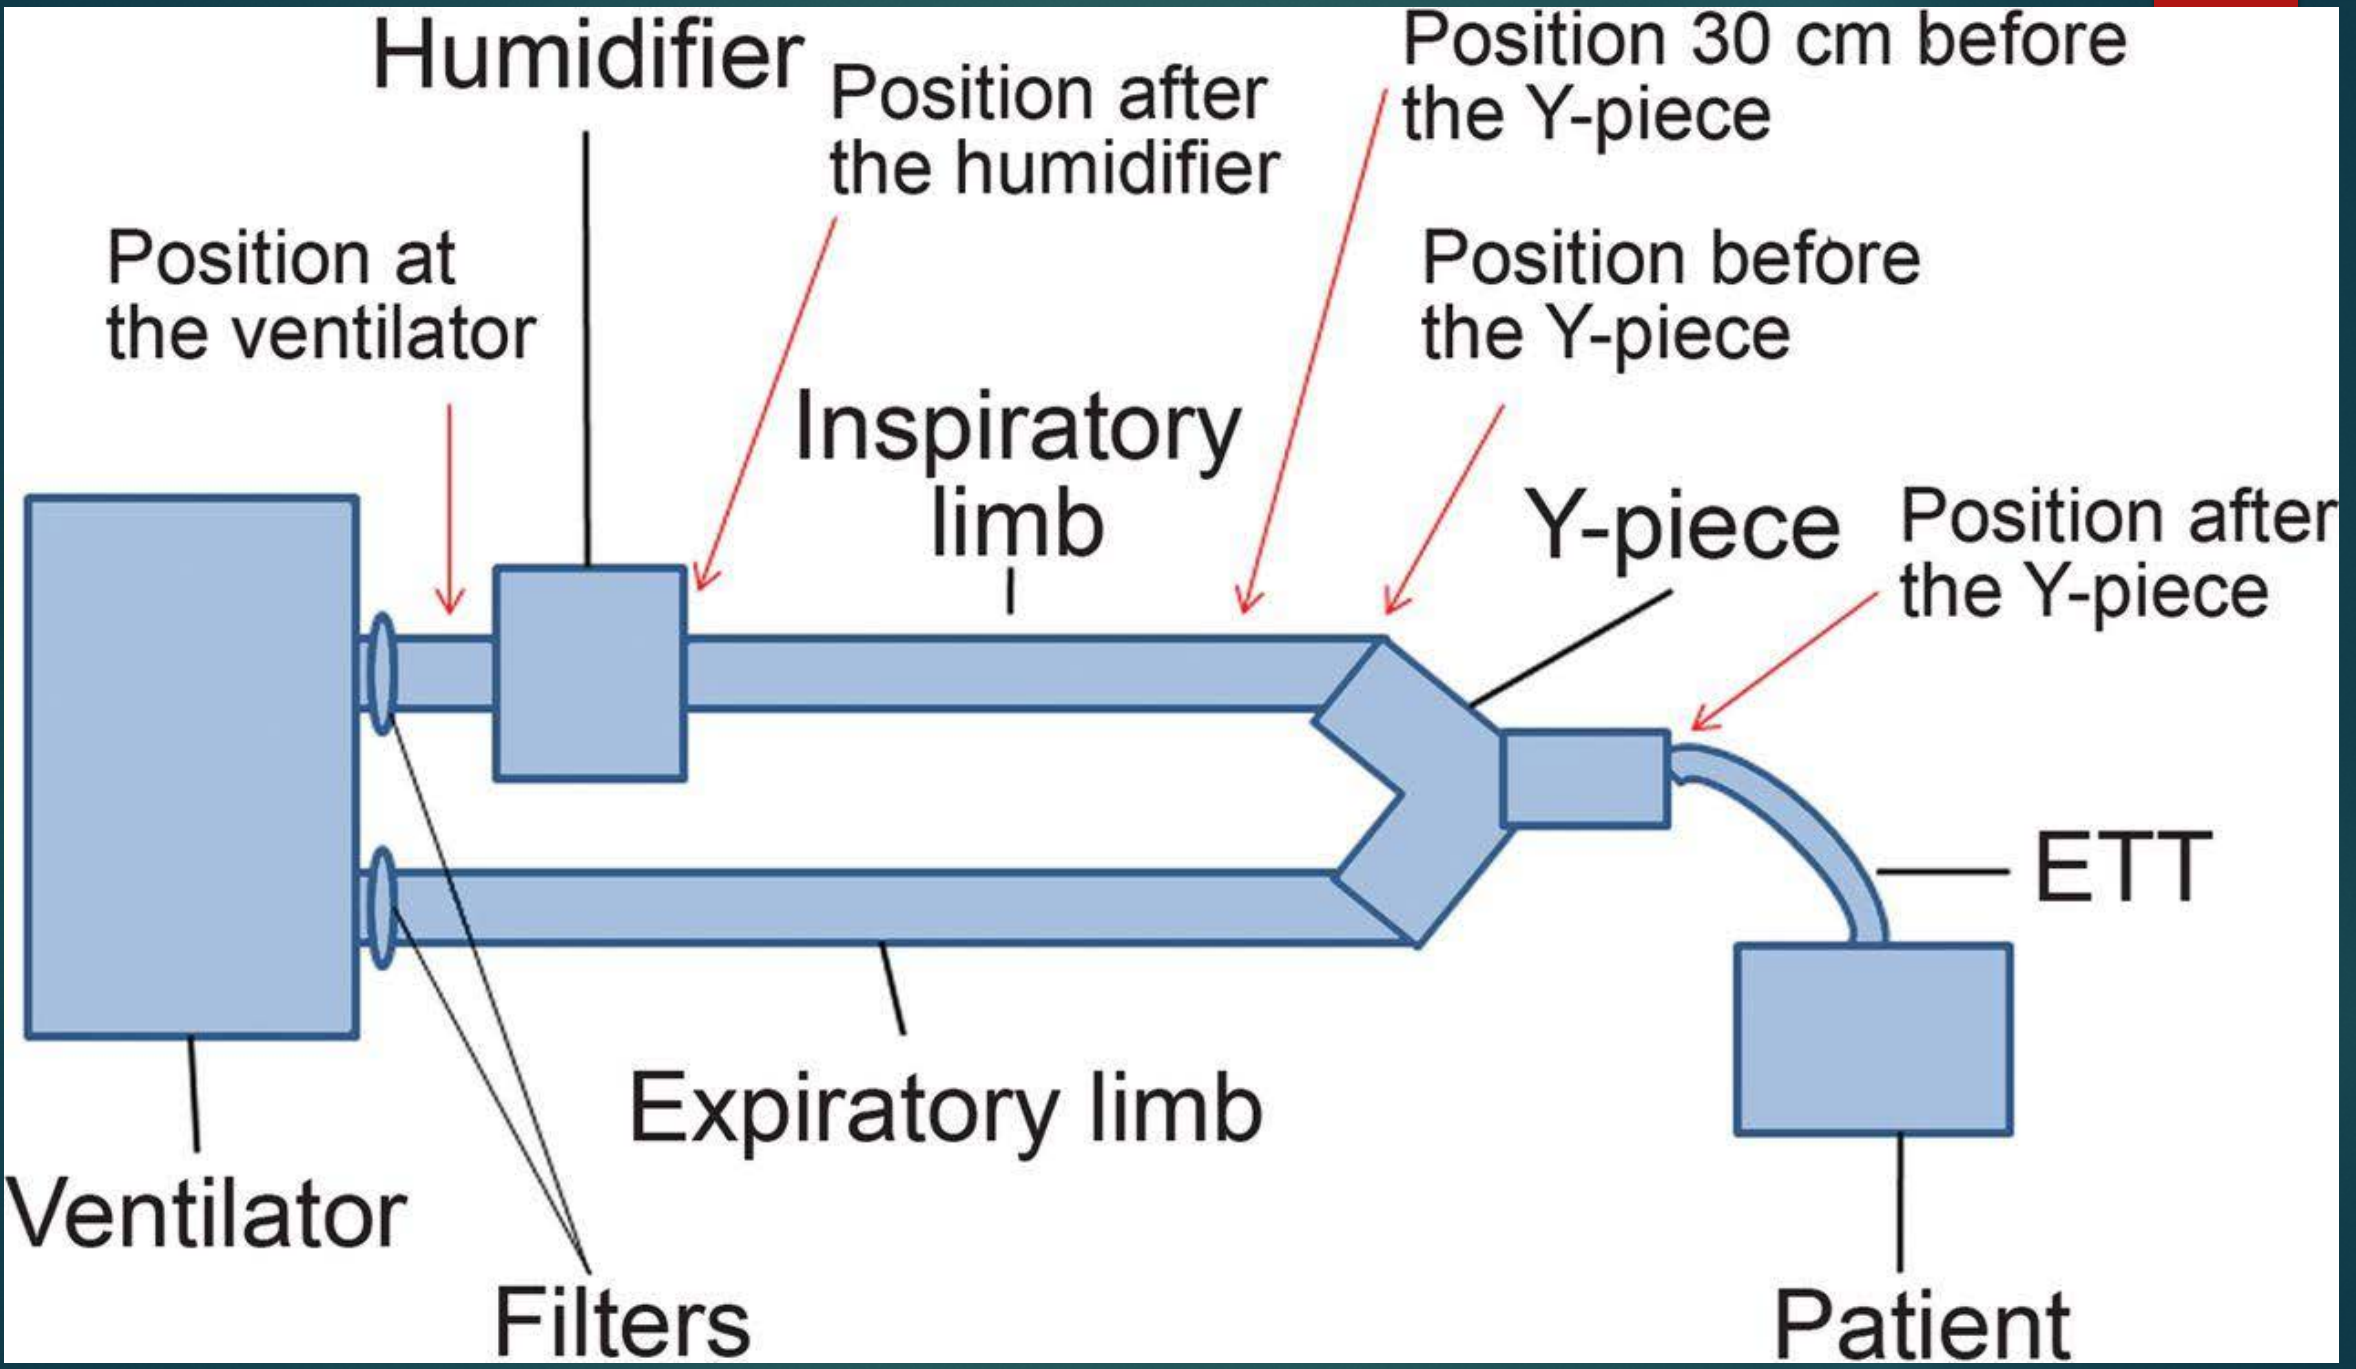 Humidifier
Position after
the humidifier
Position 30 cm before
the Y-piece
Position at
the ventilator
Position before
the Y-piece
Inspiratory
limb
Y-piece
Position after
the Y-piece
ETT
Expiratory limb
Ventilator
Filters
Patient